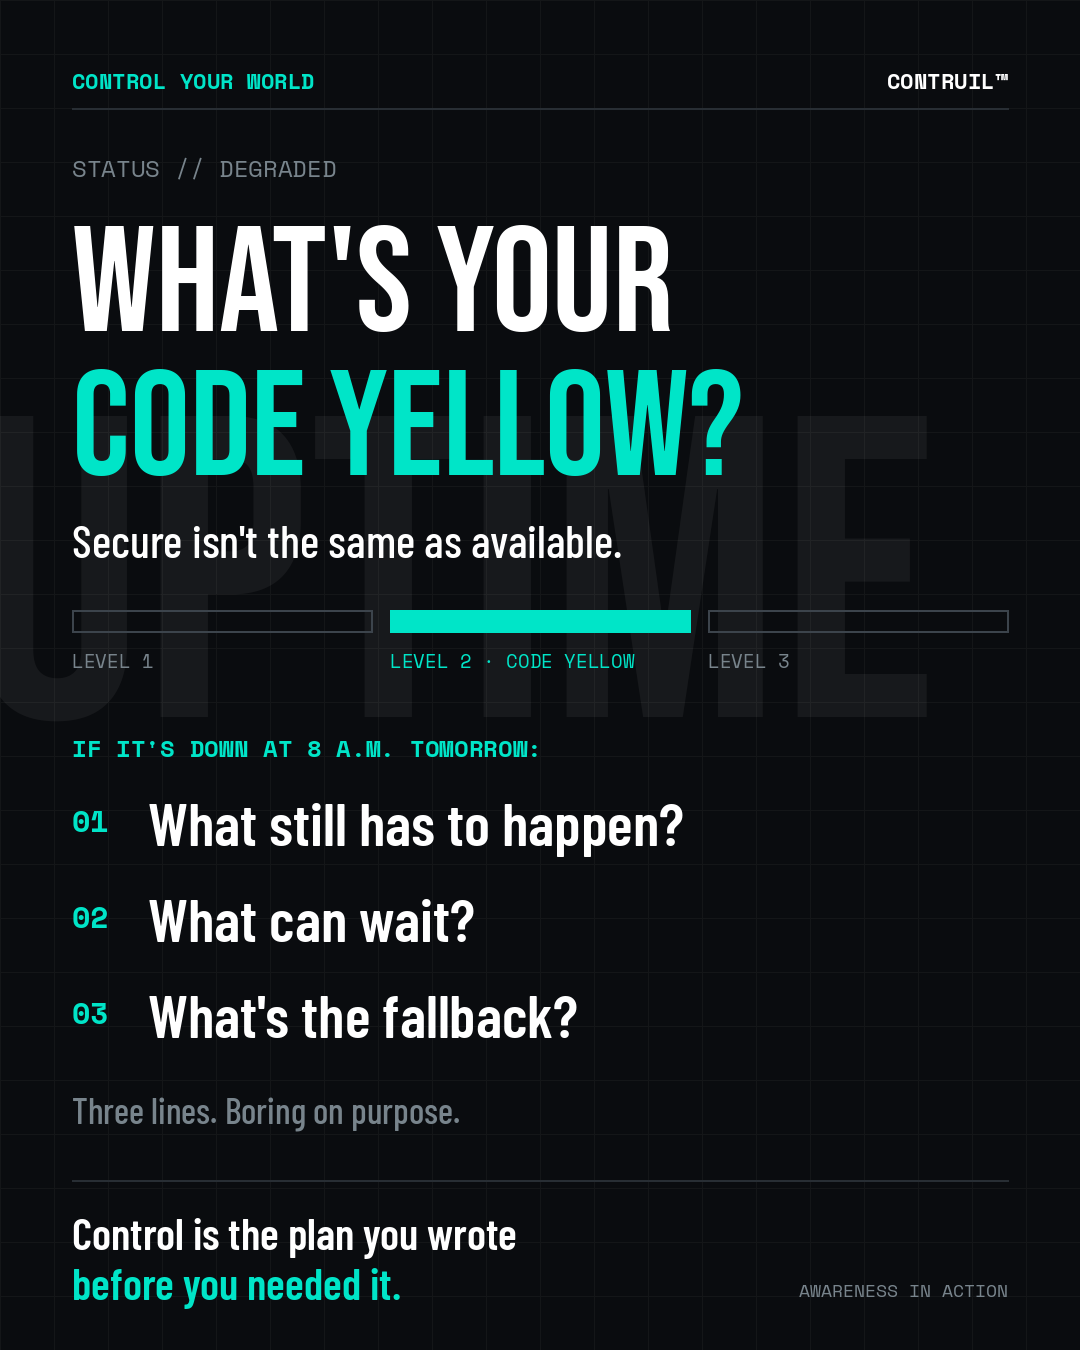 CONTROL YOUR WORLD
CONTRUIL™
STATUS // DEGRADED
WHAT'S YOUR
CODE YELLOW?
UPTIME
Secure isn't the same as available.
LEVEL 1
LEVEL 2 · CODE YELLOW
LEVEL 3
IF IT'S DOWN AT 8 A.M. TOMORROW:
01 What still has to happen?
02 What can wait?
03 What's the fallback?
Three lines. Boring on purpose.
Control is the plan you wrote
before you needed it.
AWARENESS IN ACTION